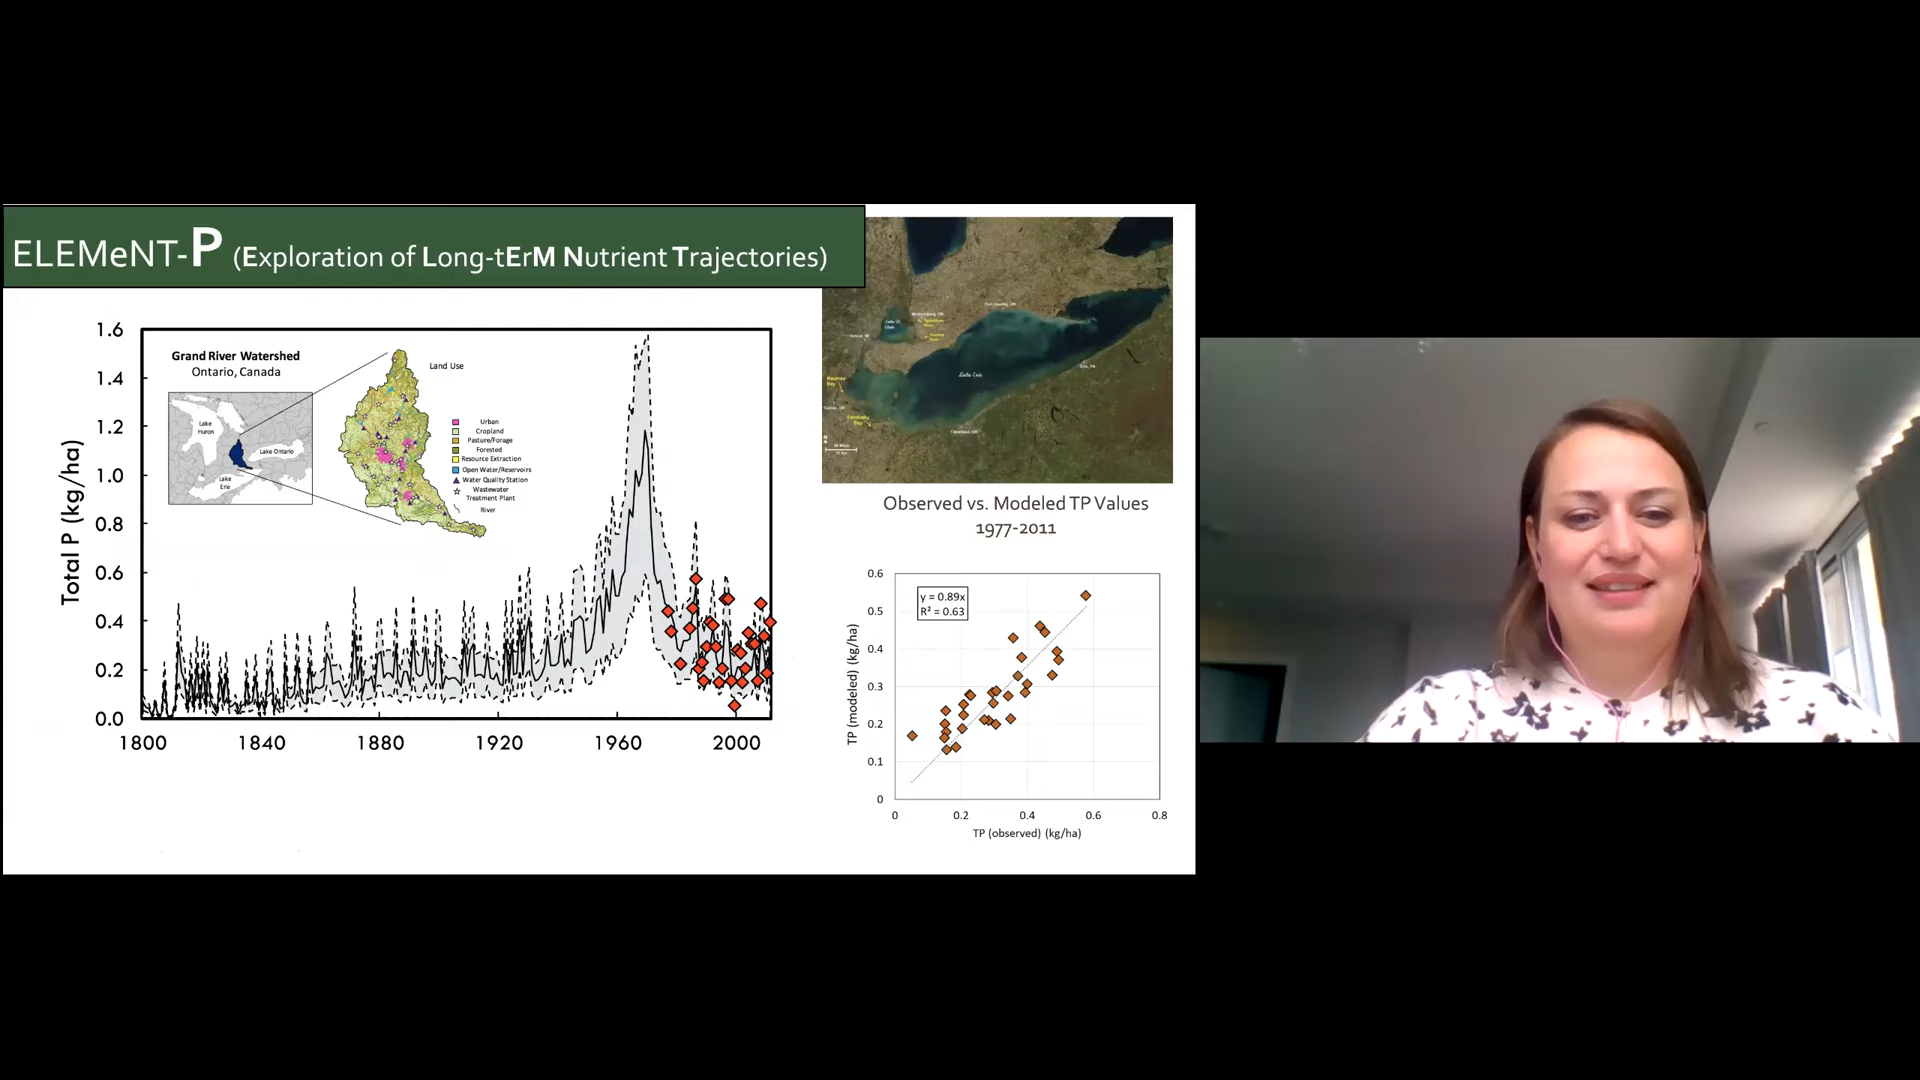 ELEMeNT-P (Exploration of Long-tErM Nutrient Trajectories)
1.6
1.4
1.2
1.0
0.8
0.6
0.4
0.2
0.0
Total P (kg/ha)
1800
1840
1880
1920
1960
2000
Grand River Watershed
Ontario, Canada
Lake
Huron
Lake Ontario
Lake
Erie
Land Use
Urban
Cropland
Pasture/Forage
Forested
Resource Extraction
Open Water/Reservoirs
Water Quality Station
Wastewater
Treatment Plant
River
Lake Erie
Observed vs. Modeled TP Values
1977-2011
y = 0.89x
R² = 0.63
0.6
0.5
0.4
0.3
0.2
0.1
0
TP (modeled) (kg/ha)
0
0.2
0.4
0.6
0.8
TP (observed) (kg/ha)